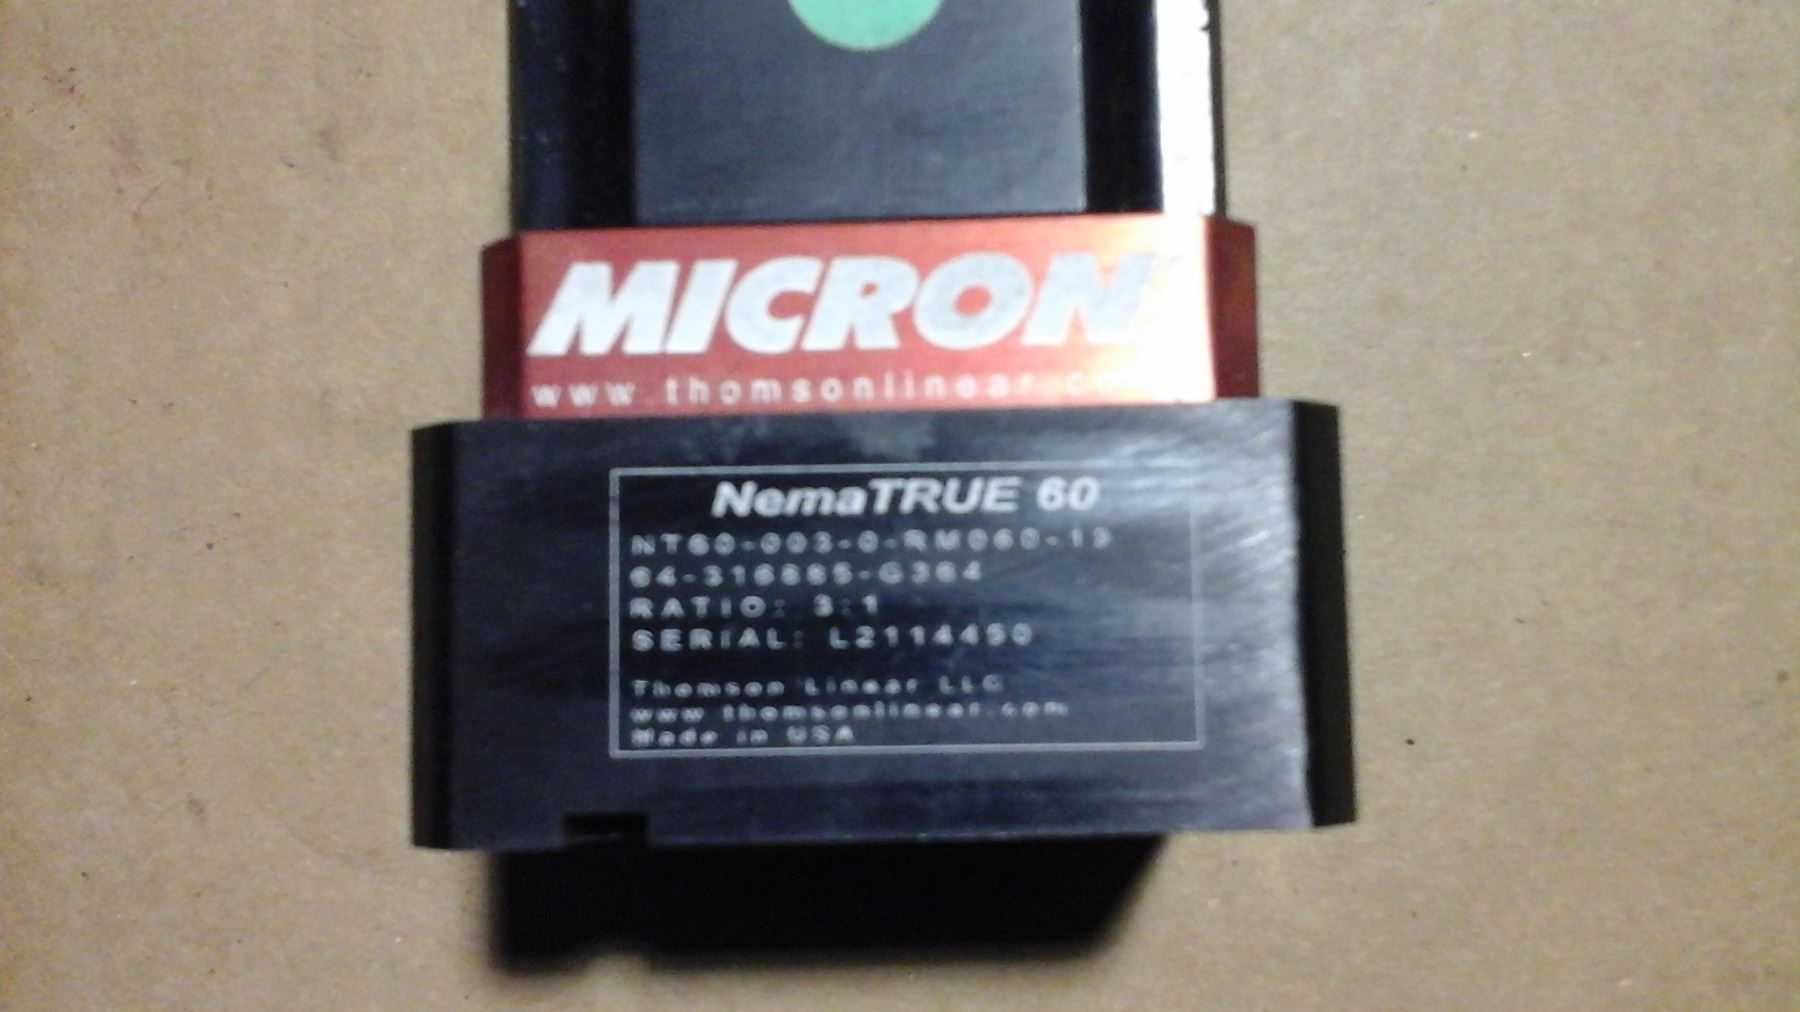 MICRON
www.thomsonlinear.com
NemaTRUE 60
NT60-003-0-RM060-19
64-316885-G364
RATIO: 3:1
SERIAL: L2114450
Thomson Linear LLC
www.thomsonlinear.com
Made in USA